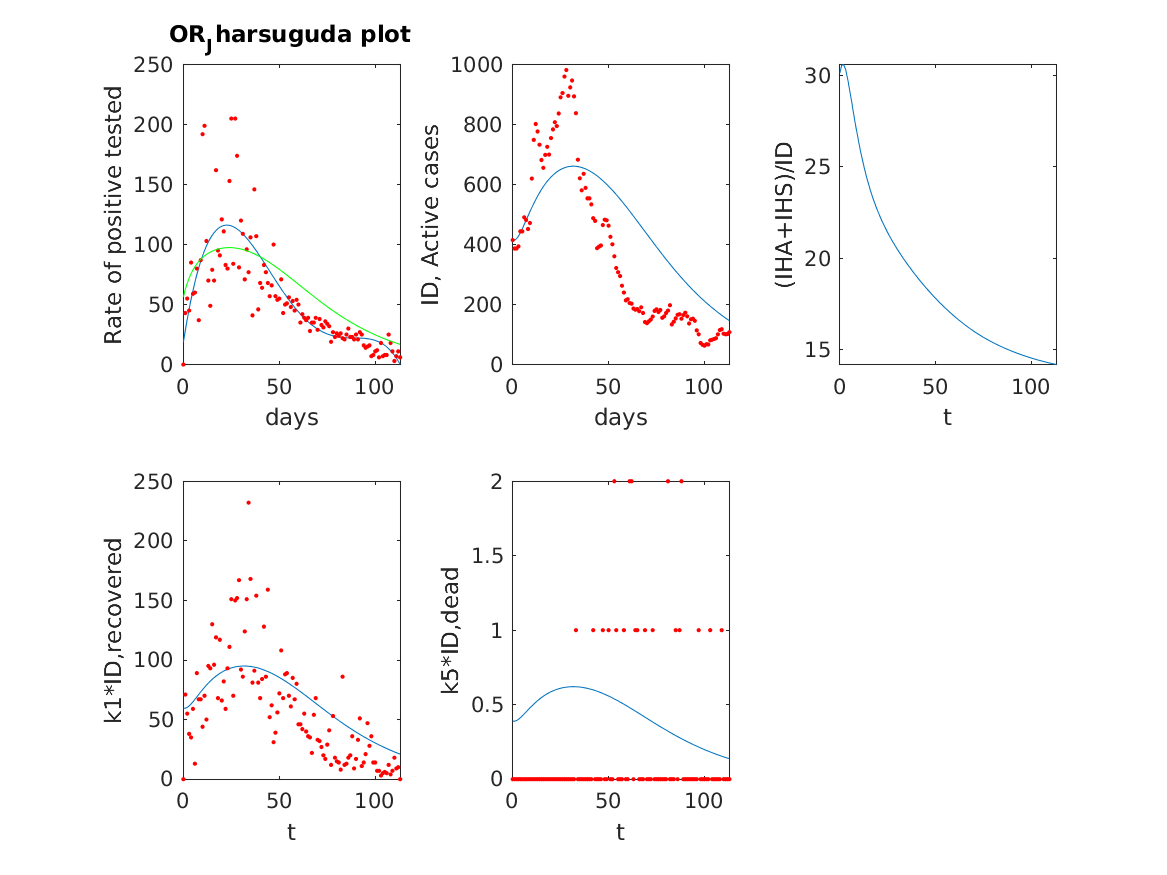 OR_Jharsuguda plot
250
200
150
100
50
0
Rate of positive tested
0 50 100
days
1000
800
600
400
200
0
ID, Active cases
0 50 100
days
30
25
20
15
(IHA+IHS)/ID
0 50 100
t
250
200
150
100
50
0
k1*ID,recovered
0 50 100
t
2
1.5
1
0.5
0
k5*ID,dead
0 50 100
t